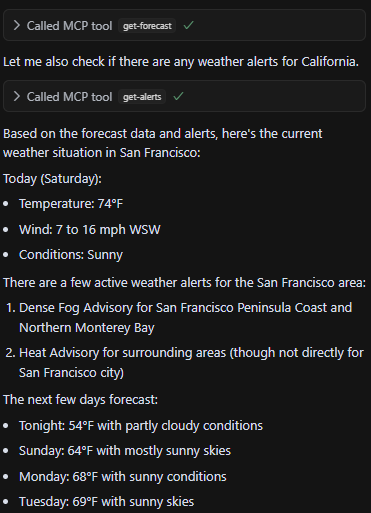 Called MCP tool get-forecast
Let me also check if there are any weather alerts for California.
Called MCP tool get-alerts
Based on the forecast data and alerts, here's the current
weather situation in San Francisco:
Today (Saturday):
Temperature: 74°F
Wind: 7 to 16 mph WSW
Conditions: Sunny
There are a few active weather alerts for the San Francisco area:
1. Dense Fog Advisory for San Francisco Peninsula Coast and
Northern Monterey Bay
2. Heat Advisory for surrounding areas (though not directly for
San Francisco city)
The next few days forecast:
Tonight: 54°F with partly cloudy conditions
Sunday: 64°F with mostly sunny skies
Monday: 68°F with sunny conditions
Tuesday: 69°F with sunny skies